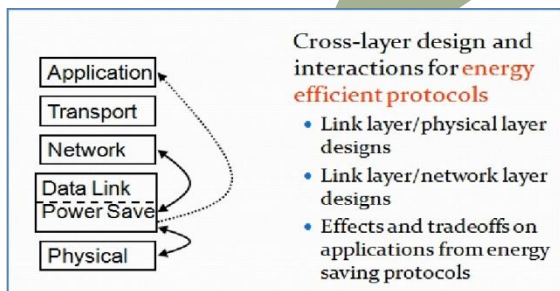 Application
Transport
Network
Data Link
Power Save
Physical
Cross-layer design and
interactions for energy
efficient protocols
• Link layer/physical layer
designs
• Link layer/network layer
designs
• Effects and tradeoffs on
applications from energy
saving protocols